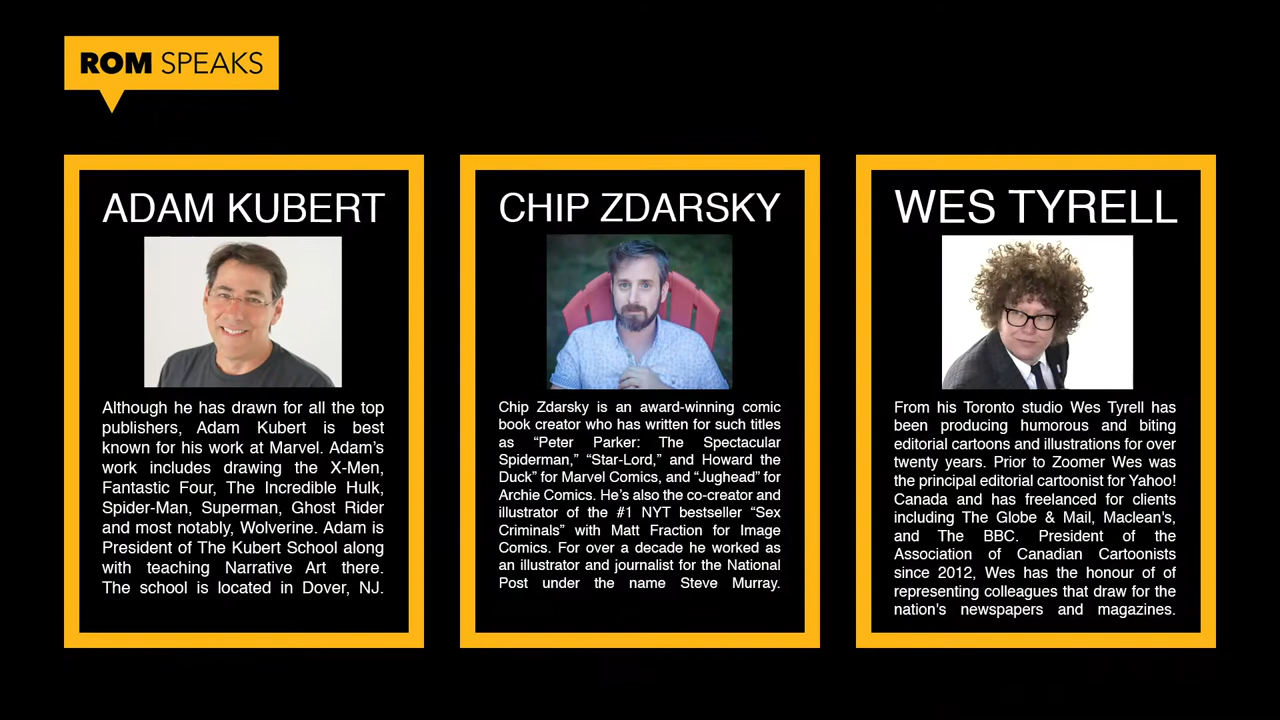 ROM SPEAKS
ADAM KUBERT
Although he has drawn for all the top
publishers, Adam Kubert is best
known for his work at Marvel. Adam's
work includes drawing the X-Men,
Fantastic Four, The Incredible Hulk,
Spider-Man, Superman, Ghost Rider
and most notably, Wolverine. Adam is
President of The Kubert School along
with teaching Narrative Art there.
The school is located in Dover, NJ.
CHIP ZDARSKY
Chip Zdarsky is an award-winning comic
book creator who has written for such titles
as “Peter Parker: The Spectacular
Spiderman,” “Star-Lord,” and Howard the
Duck” for Marvel Comics, and “Jughead” for
Archie Comics. He's also the co-creator and
illustrator of the #1 NYT bestseller “Sex
Criminals” with Matt Fraction for Image
Comics. For over a decade he worked as
an illustrator and journalist for the National
Post under the name Steve Murray.
WES TYRELL
From his Toronto studio Wes Tyrell has
been producing humorous and biting
editorial cartoons and illustrations for over
twenty years. Prior to Zoomer Wes was
the principal editorial cartoonist for Yahoo!
Canada and has freelanced for clients
including The Globe & Mail, Maclean's,
and The BBC. President of the
Association of Canadian Cartoonists
since 2012, Wes has the honour of of
representing colleagues that draw for the
nation's newspapers and magazines.